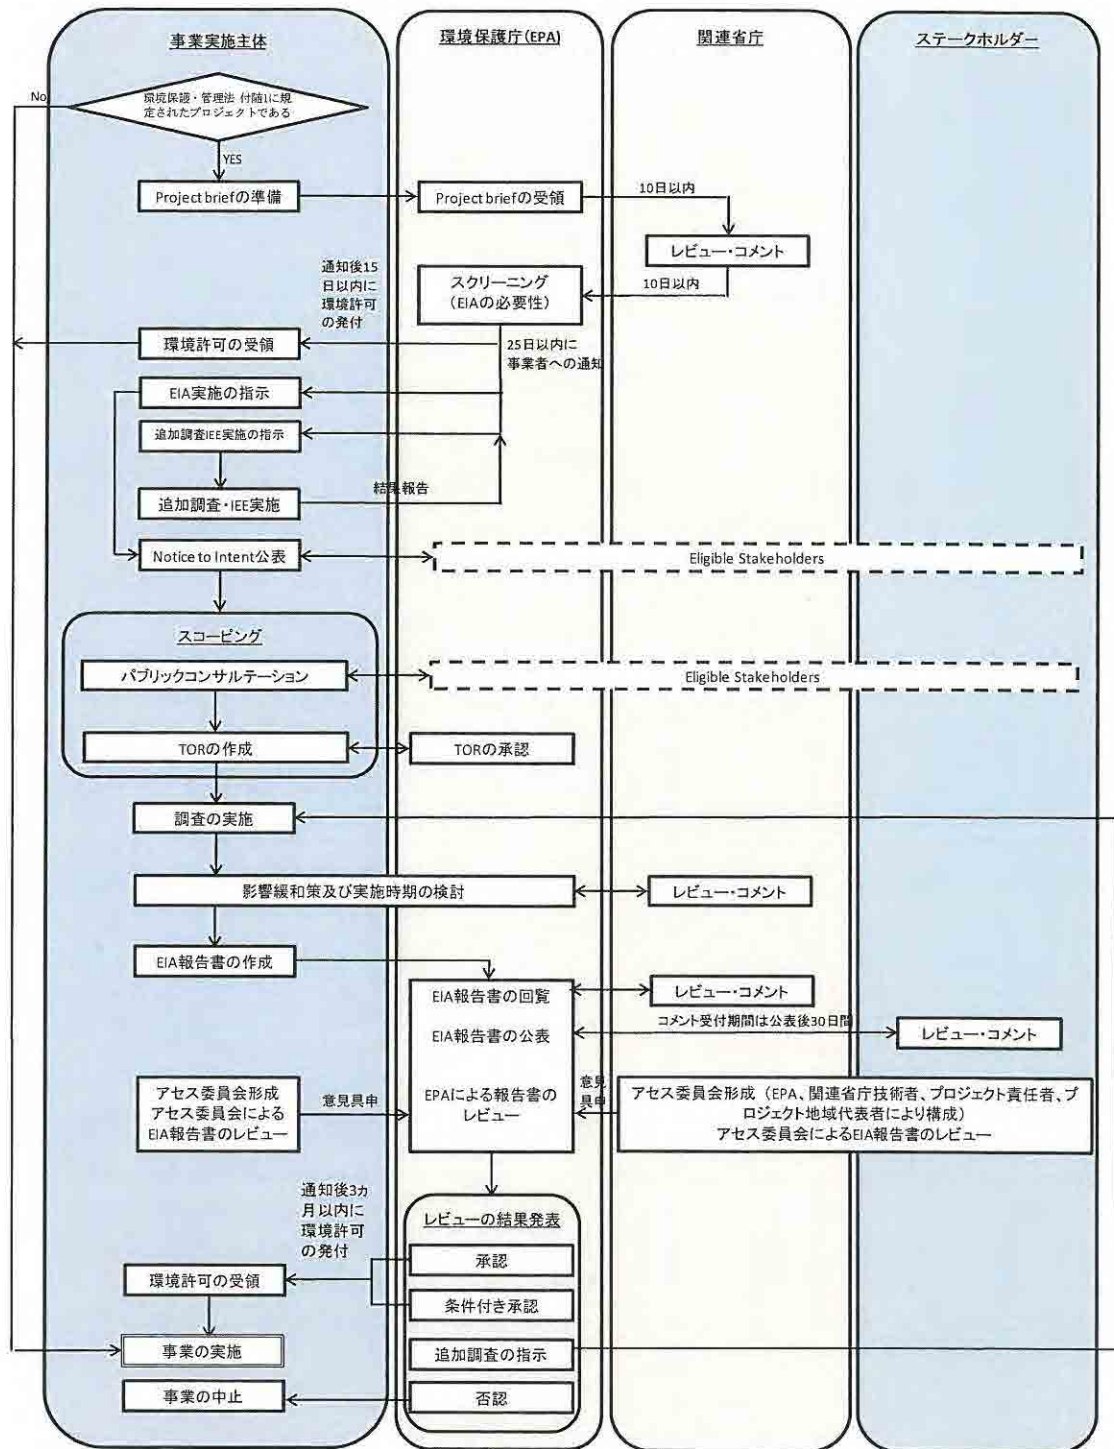 事業実施主体
環境保護庁(EPA)
関連省庁
ステークホルダー
No
環境保護・管理法 付随1に規
定されたプロジェクトである
YES
Project briefの準備
Project briefの受領
10日以内
レビュー・コメント
10日以内
スクリーニング
(EIAの必要性)
通知後15
日以内に
環境許可
の発付
25日以内に
事業者への通知
環境許可の受領
EIA実施の指示
追加調査IEE実施の指示
追加調査・IEE実施
結果報告
Notice to Intent公表
Eligible Stakeholders
スコーピング
パブリックコンサルテーション
Eligible Stakeholders
TORの作成
TORの承認
調査の実施
影響緩和策及び実施時期の検討
レビュー・コメント
EIA報告書の作成
EIA報告書の回覧
レビュー・コメント
EIA報告書の公表
コメント受付期間は公表後30日間
レビュー・コメント
アセス委員会形成
アセス委員会による
EIA報告書のレビュー
意見具申
EPAによる報告書の
レビュー
意見
具申
アセス委員会形成（EPA、関連省庁技術者、プロジェクト責任者、プ
ロジェクト地域代表者により構成）
アセス委員会によるEIA報告書のレビュー
通知後3カ
月以内に
環境許可
の発付
レビューの結果発表
承認
環境許可の受領
条件付き承認
事業の実施
追加調査の指示
事業の中止
否認